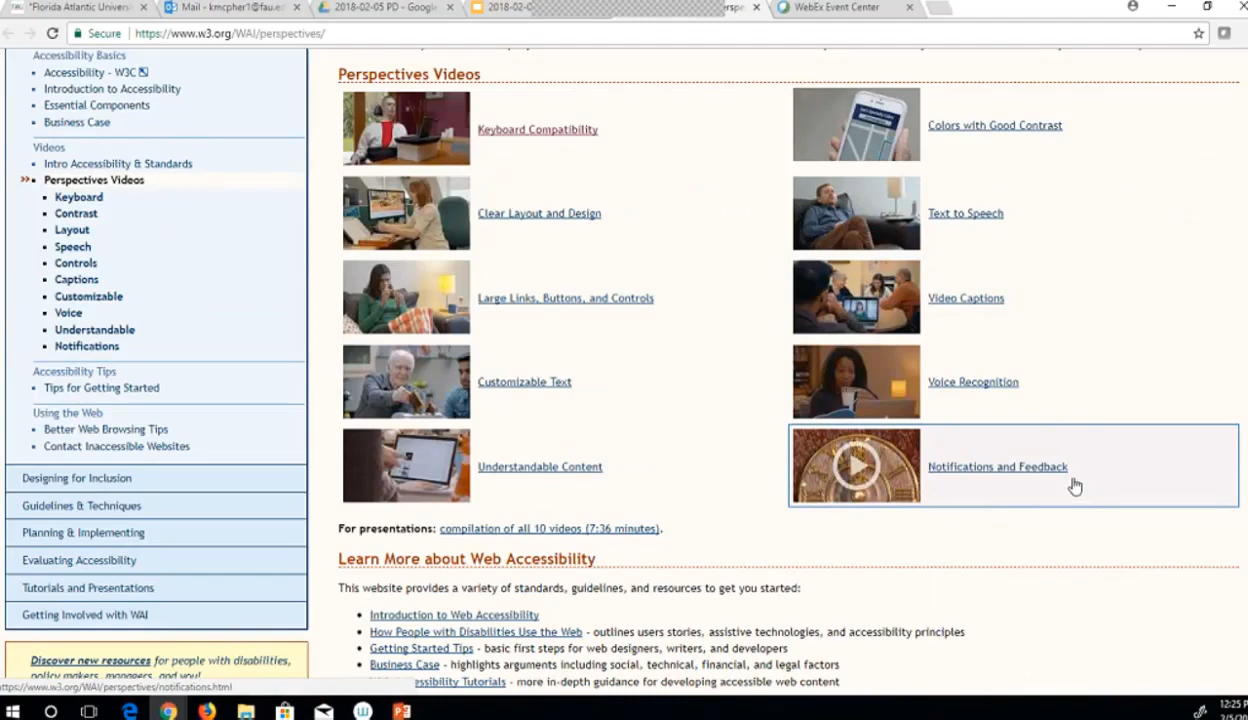 "Florida Atlantic Univers
Mail - kmcpher1@fau.e
2018-02-05 PD - Google
2018-02-0
erspe
WebEx Event Center
Secure
https://www.w3.org/WAI/perspectives/
Accessibility Basics
Accessibility - W3C
Introduction to Accessibility
Essential Components
Business Case
Videos
Intro Accessibility & Standards
Perspectives Videos
Keyboard
Contrast
Layout
Speech
Controls
Captions
Customizable
Voice
Understandable
Notifications
Accessibility Tips
Tips for Getting Started
Using the Web
Better Web Browsing Tips
Contact Inaccessible Websites
Designing for Inclusion
Guidelines & Techniques
Planning & Implementing
Evaluating Accessibility
Tutorials and Presentations
Getting Involved with WAI
Discover new resources for people with disabilities,
policy makers, managers, and you!
https://www.w3.org/WAI/perspectives/notifications.html
Perspectives Videos
Keyboard Compatibility
Colors with Good Contrast
Clear Layout and Design
Text to Speech
Large Links, Buttons, and Controls
Video Captions
Customizable Text
Voice Recognition
Understandable Content
Notifications and Feedback
For presentations: compilation of all 10 videos (7:36 minutes).
Learn More about Web Accessibility
This website provides a variety of standards, guidelines, and resources to get you started:
Introduction to Web Accessibility
How People with Disabilities Use the Web - outlines users stories, assistive technologies, and accessibility principles
Getting Started Tips - basic first steps for web designers, writers, and developers
Business Case - highlights arguments including social, technical, financial, and legal factors
essibility Tutorials - more in-depth guidance for developing accessible web content
12:25 P
2/5/20